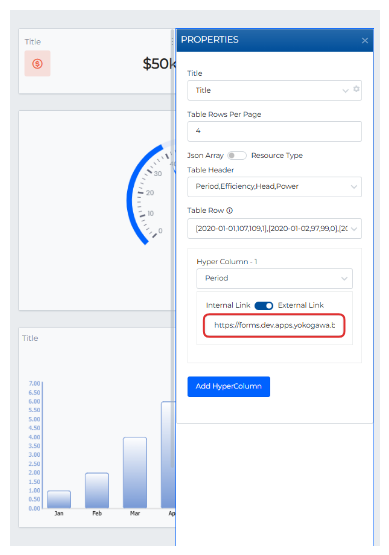 Title
$50k
30
20
10
0
Title
7.00
6.50
6.00
5.50
5.00
4.50
4.00
3.50
3.00
2.50
2.00
1.50
1.00
0.50
0.00
Jan
Feb
Mar
Ap
PROPERTIES
Title
Title
Table Rows Per Page
4
Json Array Resource Type
Table Header
Period,Efficiency,Head,Power
Table Row
[2020-01-01,107,109,1],[2020-01-02,97,99,0],[20
Hyper Column - 1
Period
Internal Link External Link
https://forms.dev.apps.yokogawa.b
Add HyperColumn